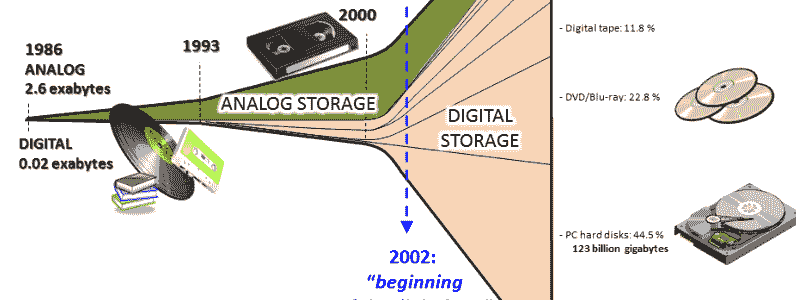 2000
1993
1986
ANALOG
2.6 exabytes
ANALOG STORAGE
DIGITAL
0.02 exabytes
DIGITAL
STORAGE
2002:
“beginning
- Digital tape: 11.8 %
- DVD/Blu-ray: 22.8 %
- PC hard disks: 44.5 %
123 billion gigabytes